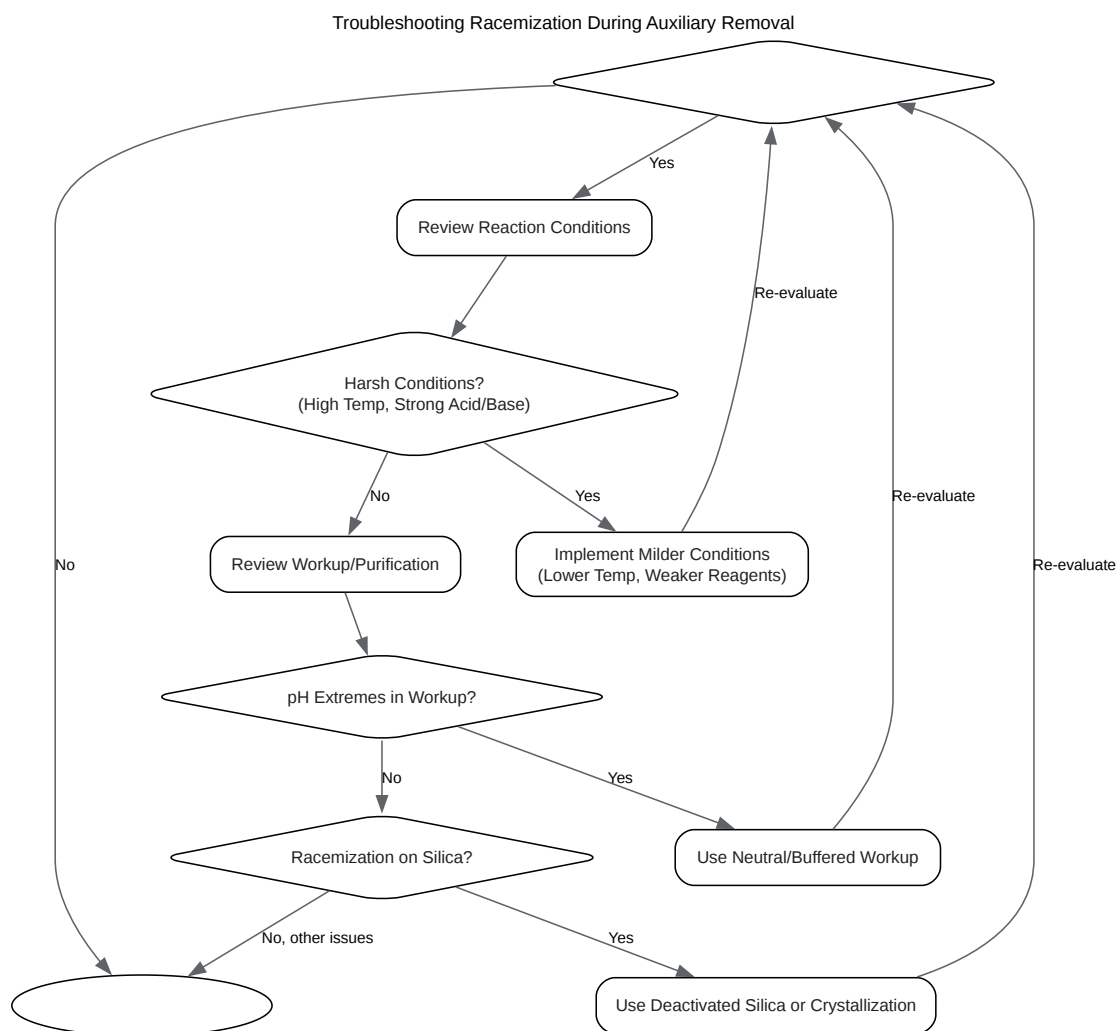 Troubleshooting Racemization During Auxiliary Removal
Yes
Review Reaction Conditions
Re-evaluate
Harsh Conditions?
(High Temp, Strong Acid/Base)
No
Yes
Re-evaluate
Implement Milder Conditions
(Lower Temp, Weaker Reagents)
Review Workup/Purification
No
Re-evaluate
pH Extremes in Workup?
No
Yes
Racemization on Silica?
Use Neutral/Buffered Workup
No, other issues
Yes
Use Deactivated Silica or Crystallization